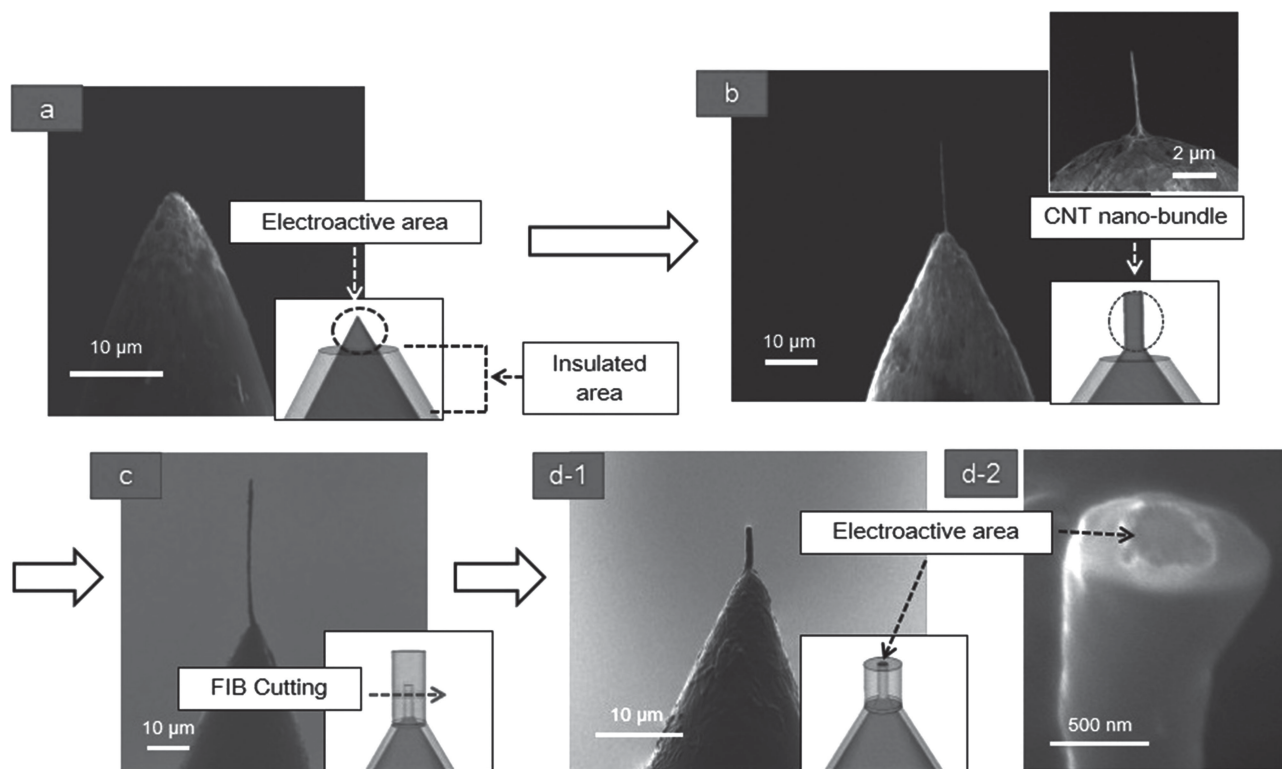 a
Electroactive area
10 µm
Insulated
area
b
2 µm
CNT nano-bundle
10 µm
c
FIB Cutting
10 µm
d-1
Electroactive area
10 µm
d-2
500 nm